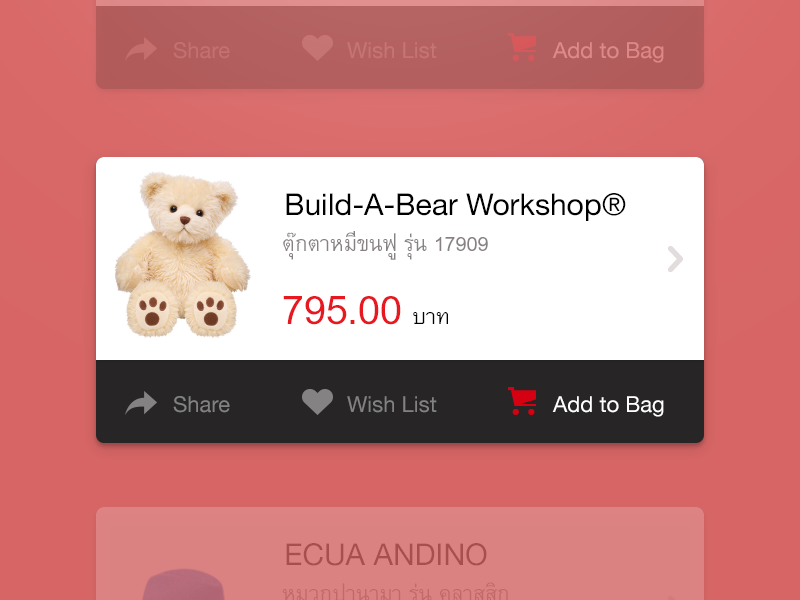 Share
Wish List
Add to Bag
Build-A-Bear Workshop®
ตุ๊กตาหมีขนฟู รุ่น 17909
795.00 บาท
Share
Wish List
Add to Bag
ECUA ANDINO
หมวกปานามา รุ่น คลาสสิก